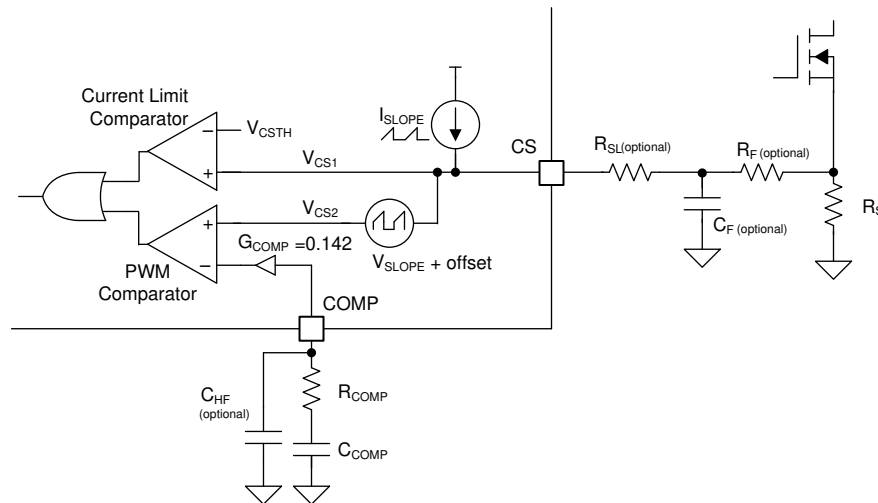 Current Limit
Comparator
V_CSTH
I_SLOPE
V_CS1
CS
R_SL(optional)
R_F (optional)
V_CS2
C_F (optional)
G_COMP =0.142
V_SLOPE + offset
PWM
Comparator
COMP
C_HF
(optional)
R_COMP
C_COMP